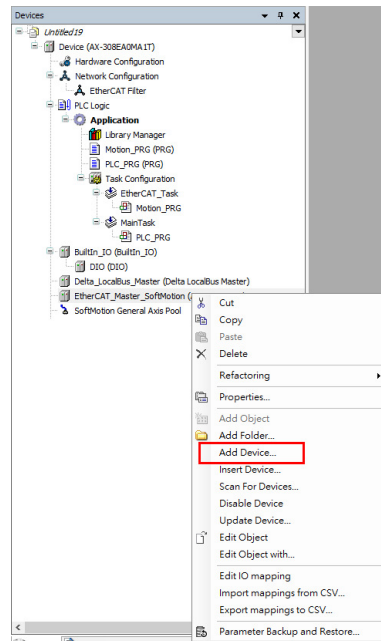 Devices
Untitled19
Device (AX-308EA0MA1T)
Hardware Configuration
Network Configuration
EtherCAT Filter
PLC Logic
Application
Library Manager
Motion_PRG (PRG)
PLC_PRG (PRG)
Task Configuration
EtherCAT_Task
Motion_PRG
MainTask
PLC_PRG
BuiltIn_IO (BuiltIn_IO)
DIO (DIO)
Delta_LocalBus_Master (Delta LocalBus Master)
EtherCAT_Master_SoftMotion (
SoftMotion General Axis Pool
Cut
Copy
Paste
Delete
Refactoring
Properties...
Add Object
Add Folder...
Add Device...
Insert Device...
Scan For Devices...
Disable Device
Update Device...
Edit Object
Edit Object with...
Edit IO mapping
Import mappings from CSV...
Export mappings to CSV...
Parameter Backup and Restore...